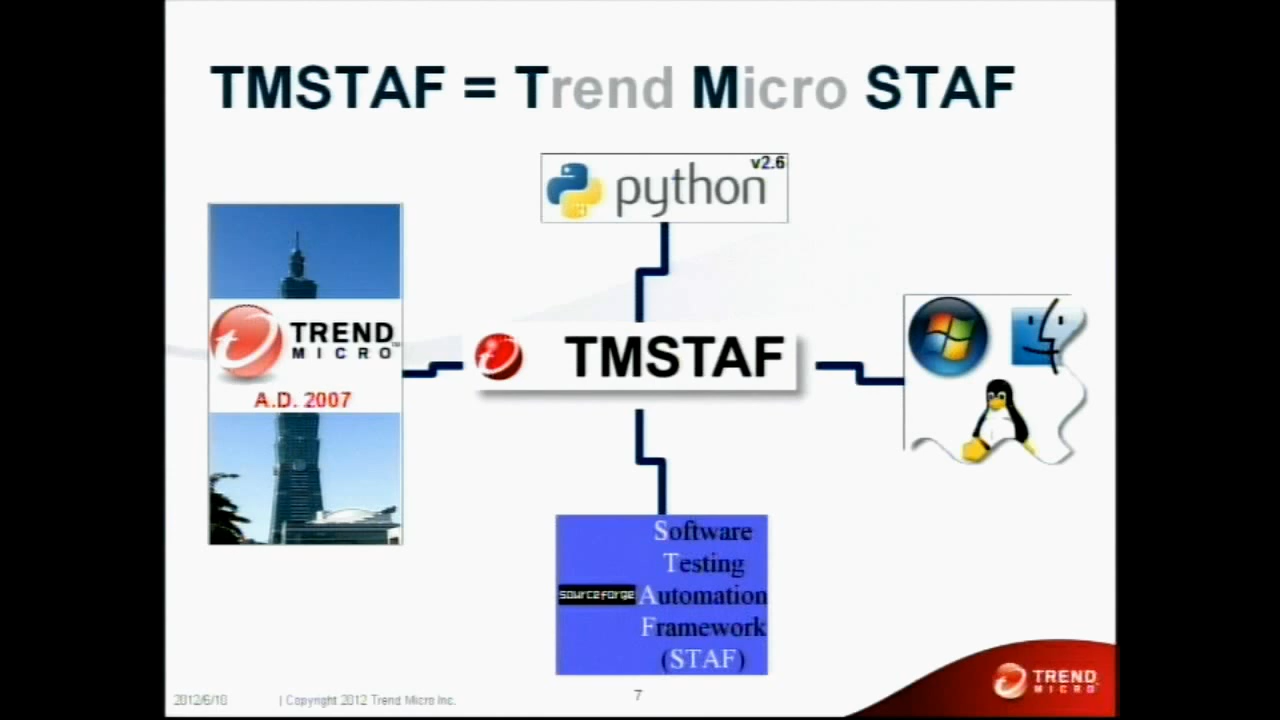 TMSTAF = Trend Micro STAF
v2.6
python
TREND
MICRO
A.D. 2007
TMSTAF
Software
Testing
sourceforge
Automation
Framework
(STAF)
2012/6/10
| Copyright 2012 Trend Micro Inc.
7
TREND
MICRO